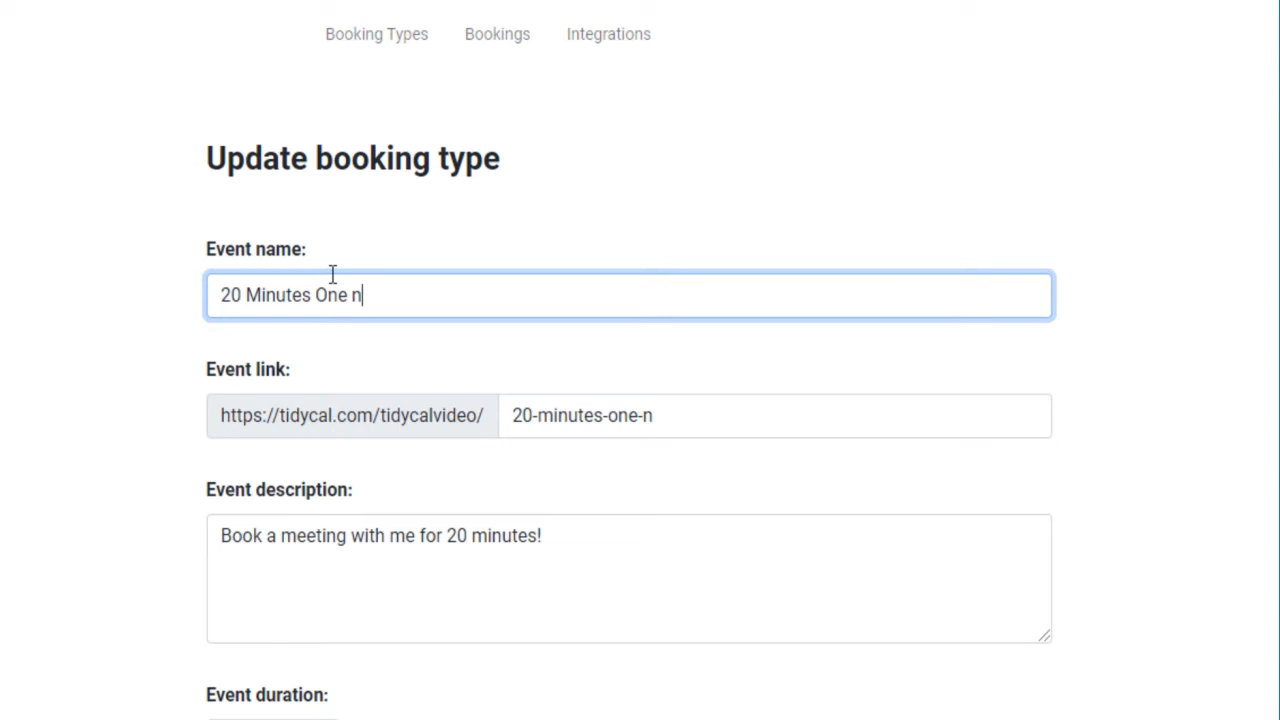 Booking Types Bookings Integrations
Update booking type
Event name:
20 Minutes One n
Event link:
https://tidycal.com/tidycalvideo/ 20-minutes-one-n
Event description:
Book a meeting with me for 20 minutes!
Event duration: